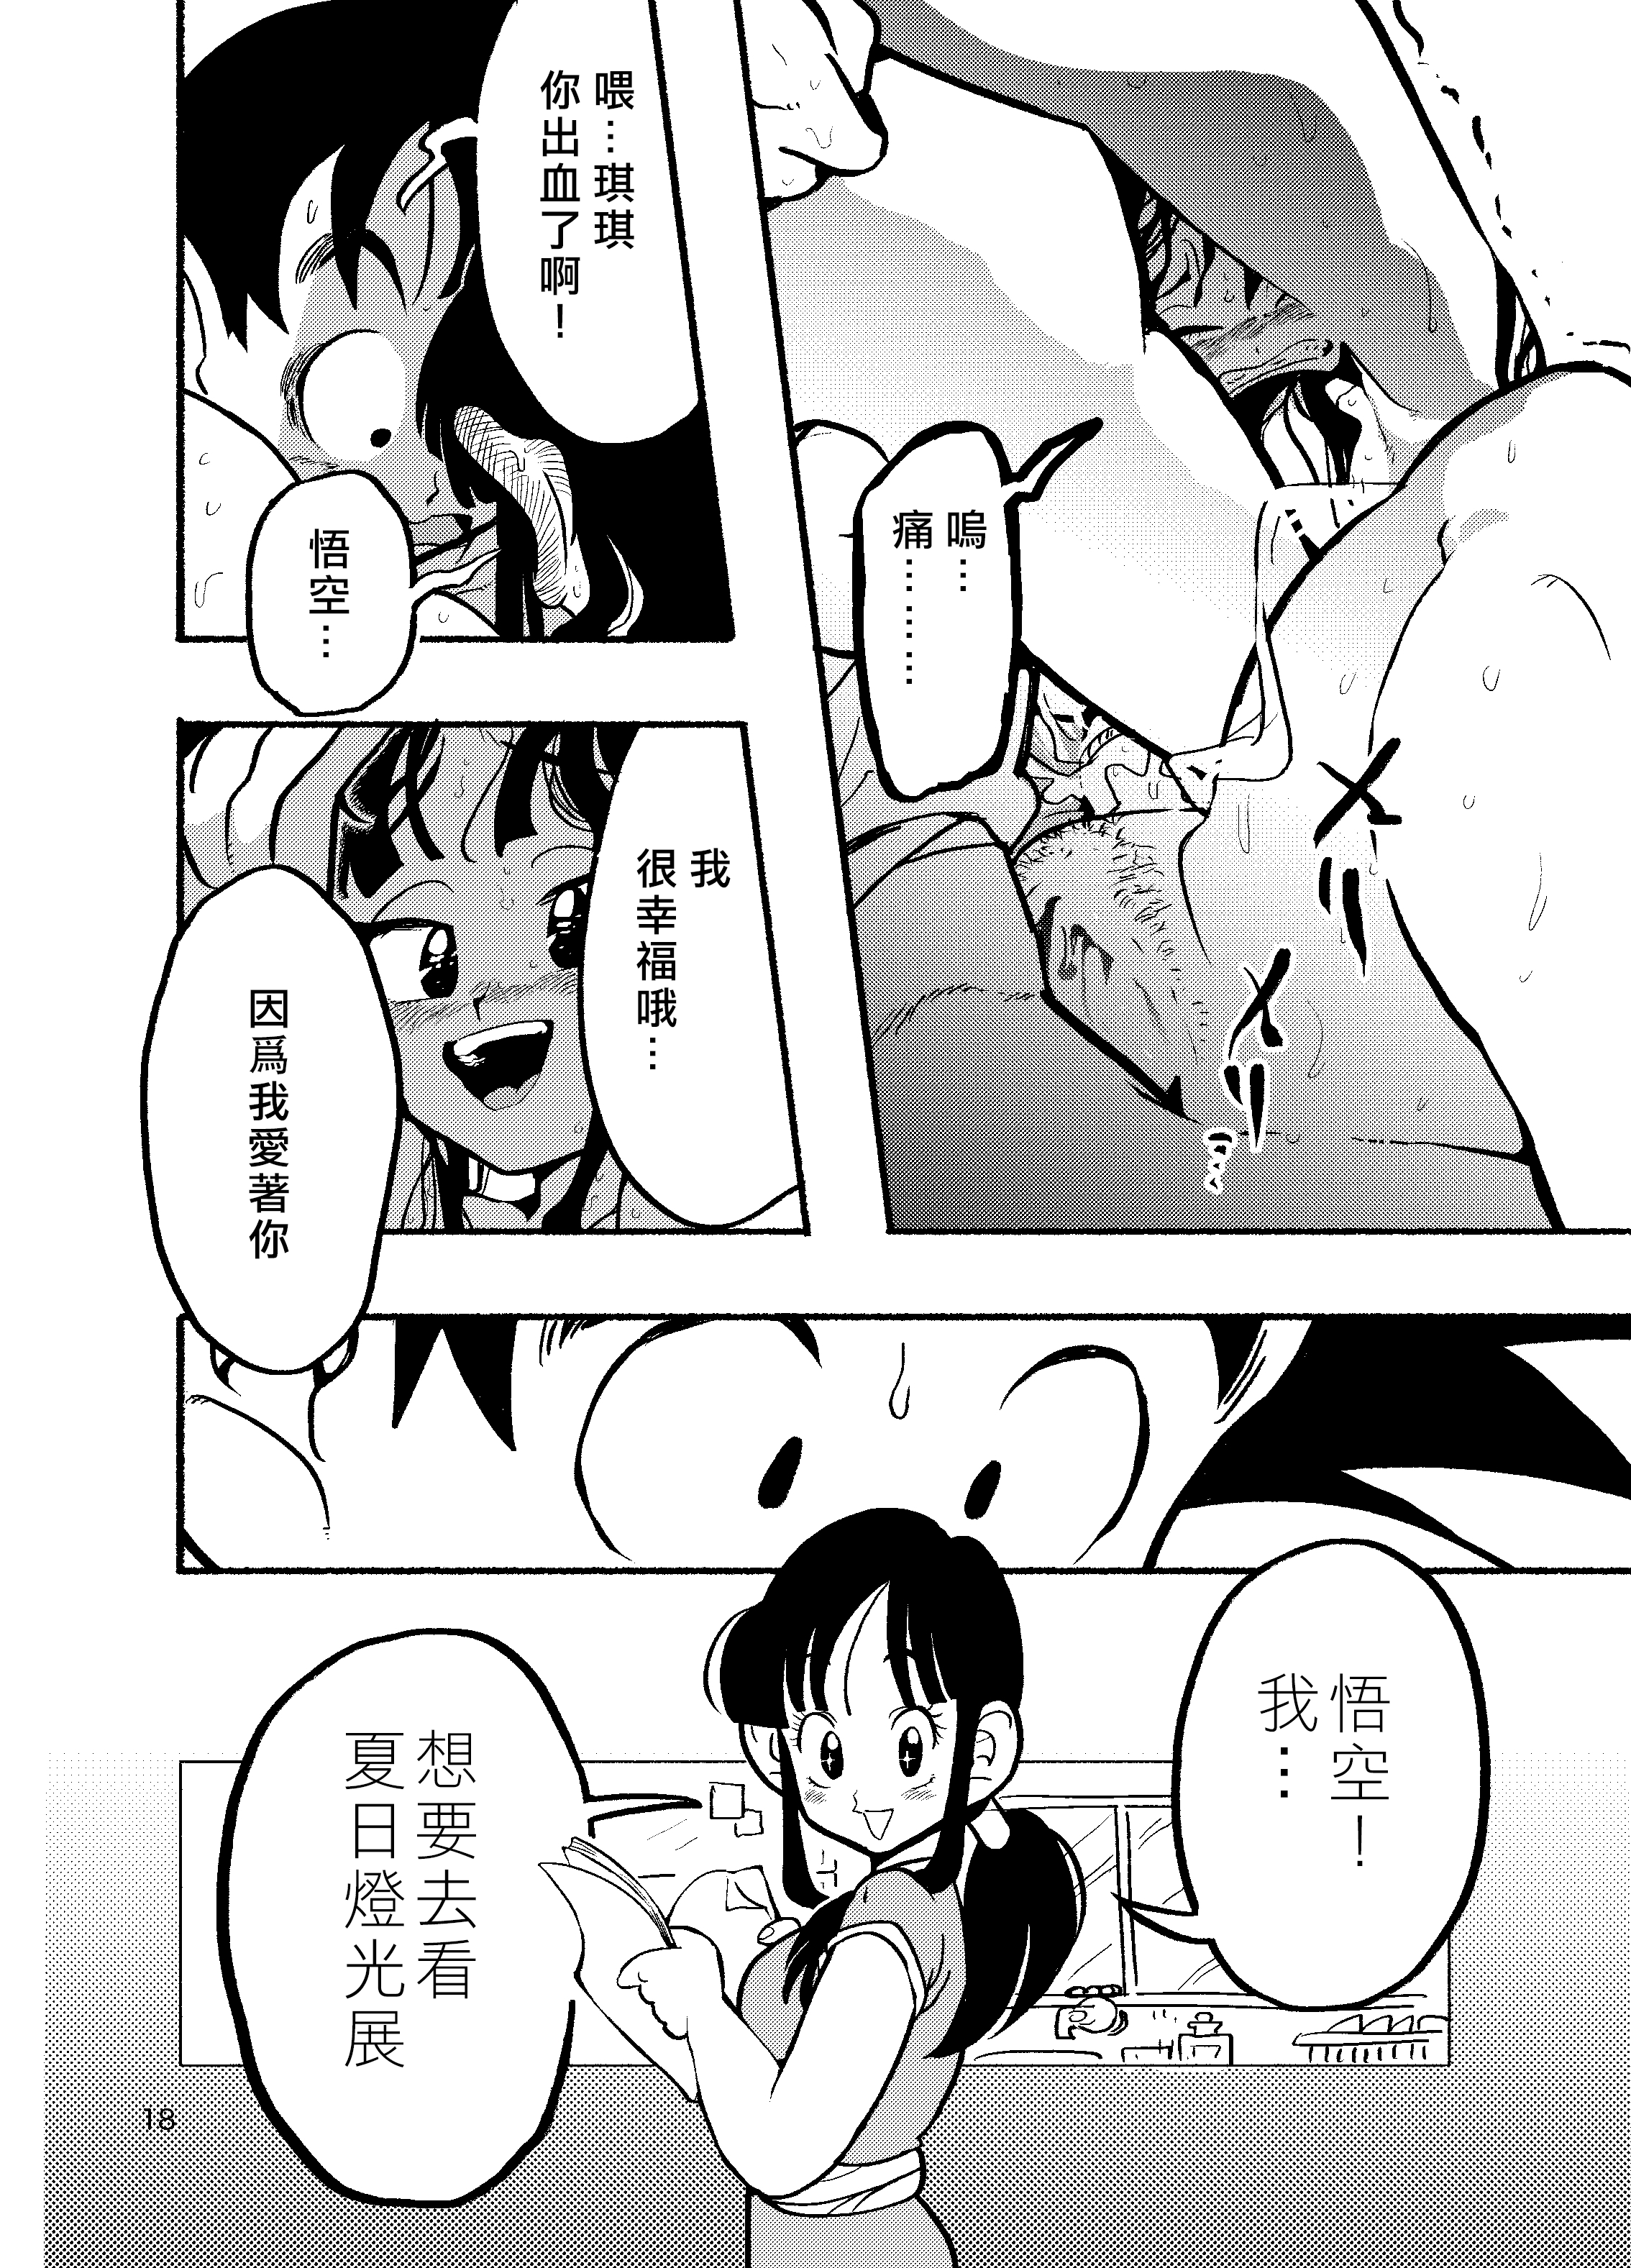 嗚…
痛………
喂…琪琪
你出血了啊！
悟空…
我
很幸福哦…
因爲我愛著你
悟空！
我…
想要去看
夏日燈光展
18